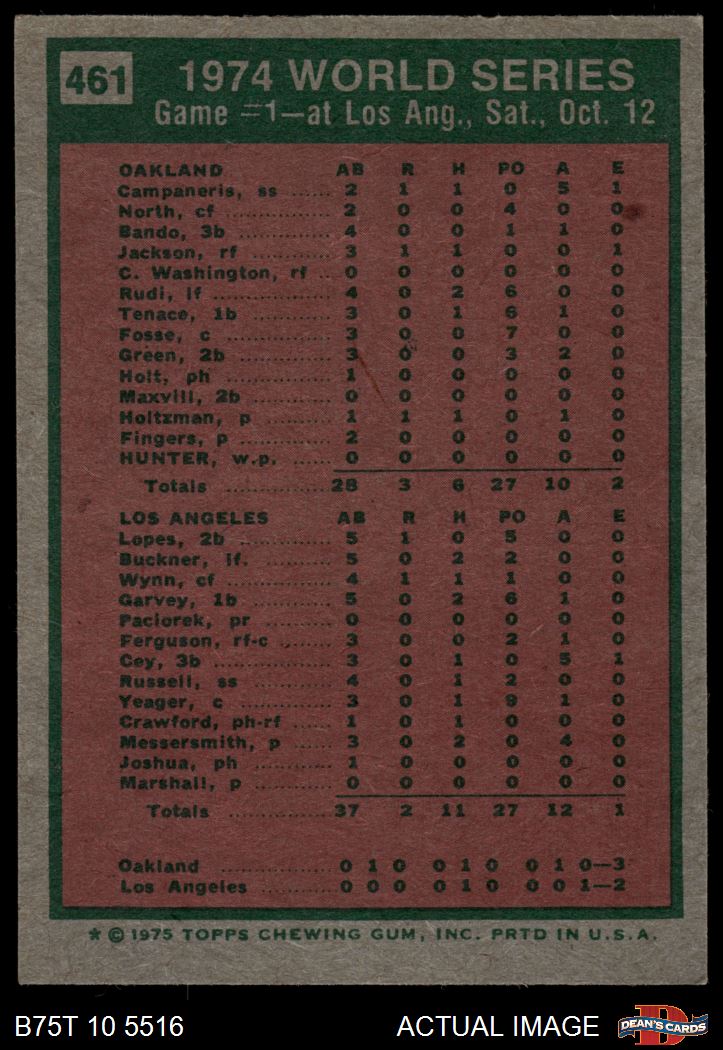 461
1974 WORLD SERIES
Game #1—at Los Ang., Sat., Oct. 12
OAKLAND AB R H PO A E
Campaneris, ss ...... 2 1 1 0 5 1
North, cf ................ 2 0 0 4 0 0
Bando, 3b ............... 4 0 0 1 1 0
Jackson, rf .............. 3 1 1 0 0 1
C. Washington, rf .. 0 0 0 0 0 0
Rudi, lf .................. 4 0 2 6 0 0
Tenace, 1b ............ 3 0 1 6 1 0
Fosse, c ................. 3 0 0 7 0 0
Green, 2b ............... 3 0 0 3 2 0
Holt, ph ................ 1 0 0 0 0 0
Maxvill, 2b ............ 0 0 0 0 0 0
Holtzman, p .......... 1 1 1 0 1 0
Fingers, p .............. 2 0 0 0 0 0
HUNTER, w.p. ...... 0 0 0 0 0 0
Totals ................ 28 3 6 27 10 2
LOS ANGELES AB R H PO A E
Lopes, 2b .............. 5 1 0 5 0 0
Buckner, lf. ............ 5 0 2 2 0 0
Wynn, cf ................ 4 1 1 1 0 0
Garvey, 1b ............ 5 0 2 6 1 0
Paciorek, pr .......... 0 0 0 0 0 0
Ferguson, rf-c ........ 3 0 0 2 1 0
Cey, 3b .................. 3 0 1 0 5 1
Russell, ss ............ 4 0 1 2 0 0
Yeager, c .............. 3 0 1 9 1 0
Crawford, ph-rf ...... 1 0 1 0 0 0
Messersmith, p ...... 3 0 2 0 4 0
Joshua, ph ............ 1 0 0 0 0 0
Marshall, p ............ 0 0 0 0 0 0
Totals ................ 37 2 11 27 12 1
Oakland ................ 0 1 0 0 1 0 0 1 0—3
Los Angeles .......... 0 0 0 0 1 0 0 0 1—2
* © 1975 TOPPS CHEWING GUM, INC. PRTD IN U.S.A.
B75T 10 5516 ACTUAL IMAGE
DEAN'S CARDS